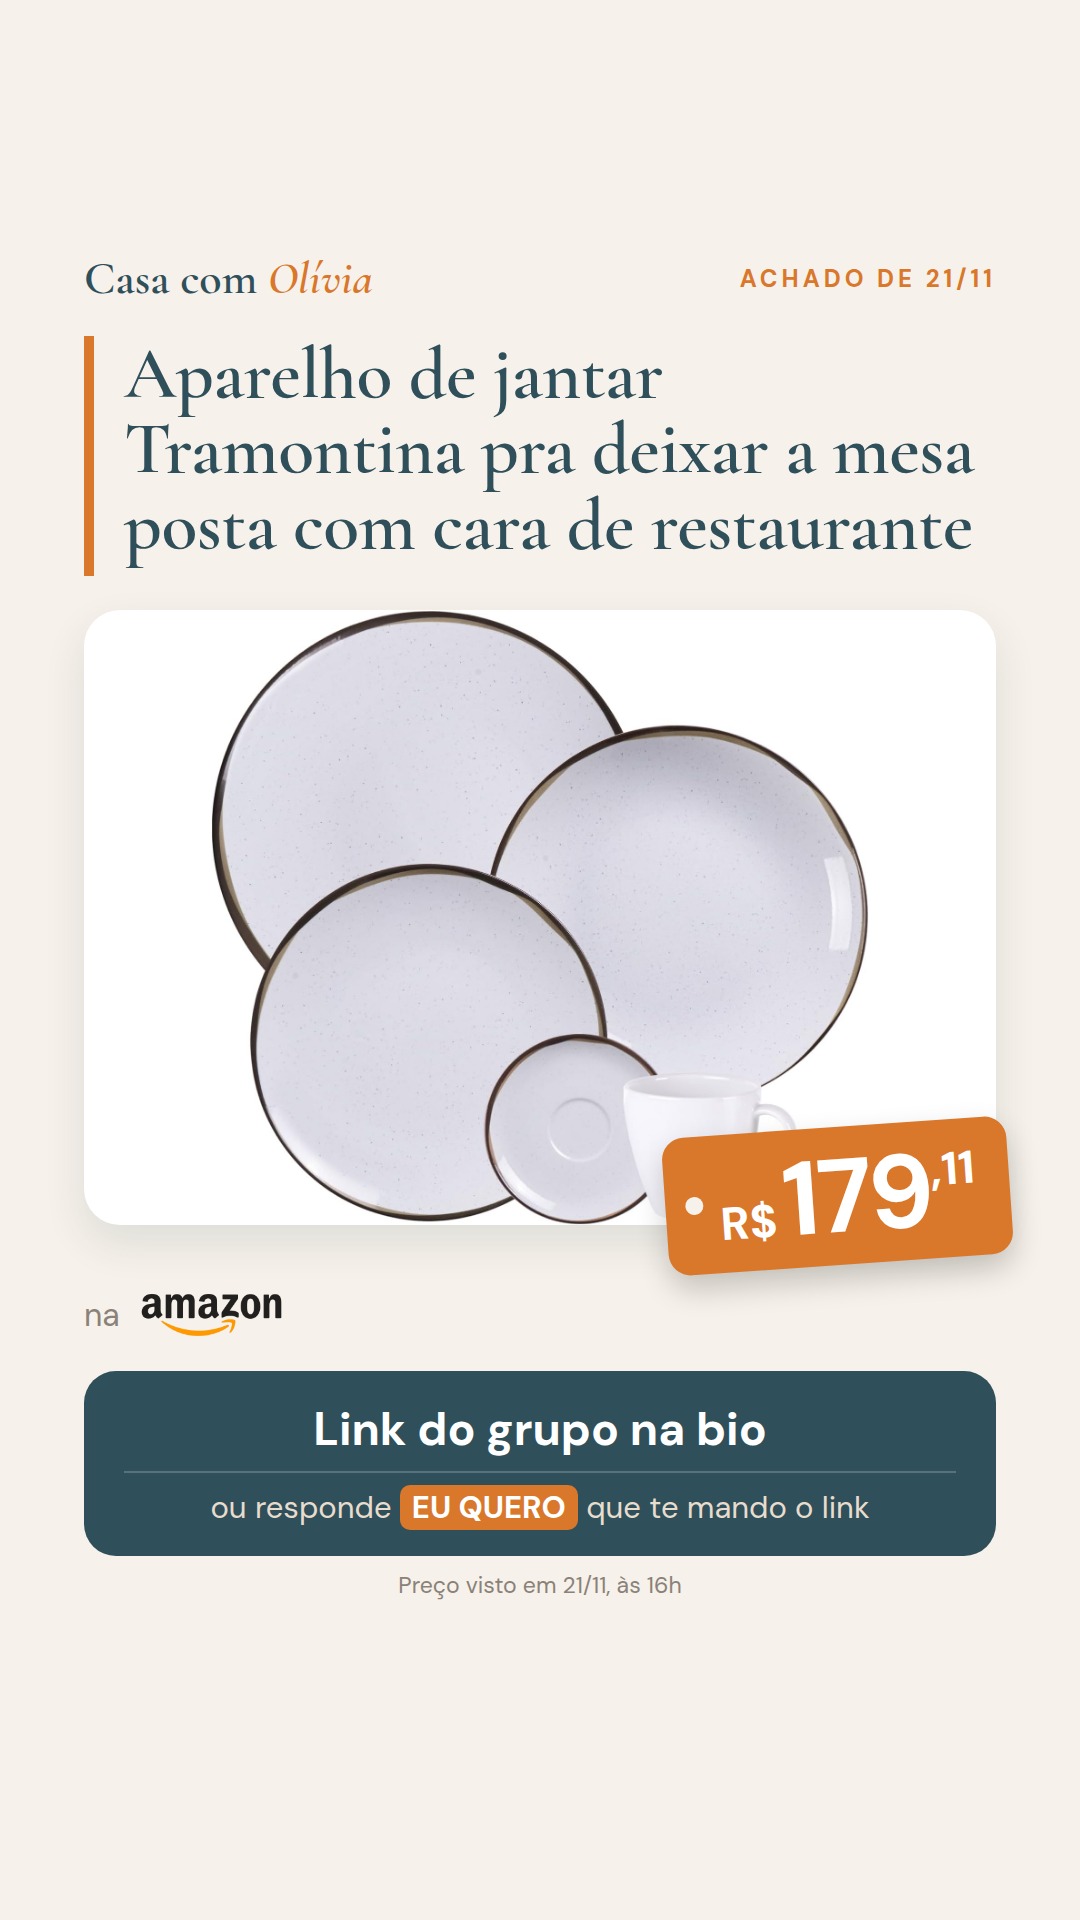 Casa com Olívia
ACHADO DE 21/11
Aparelho de jantar
Tramontina pra deixar a mesa
posta com cara de restaurante
R$179,11
na amazon
Link do grupo na bio
ou responde EU QUERO que te mando o link
Preço visto em 21/11, às 16h